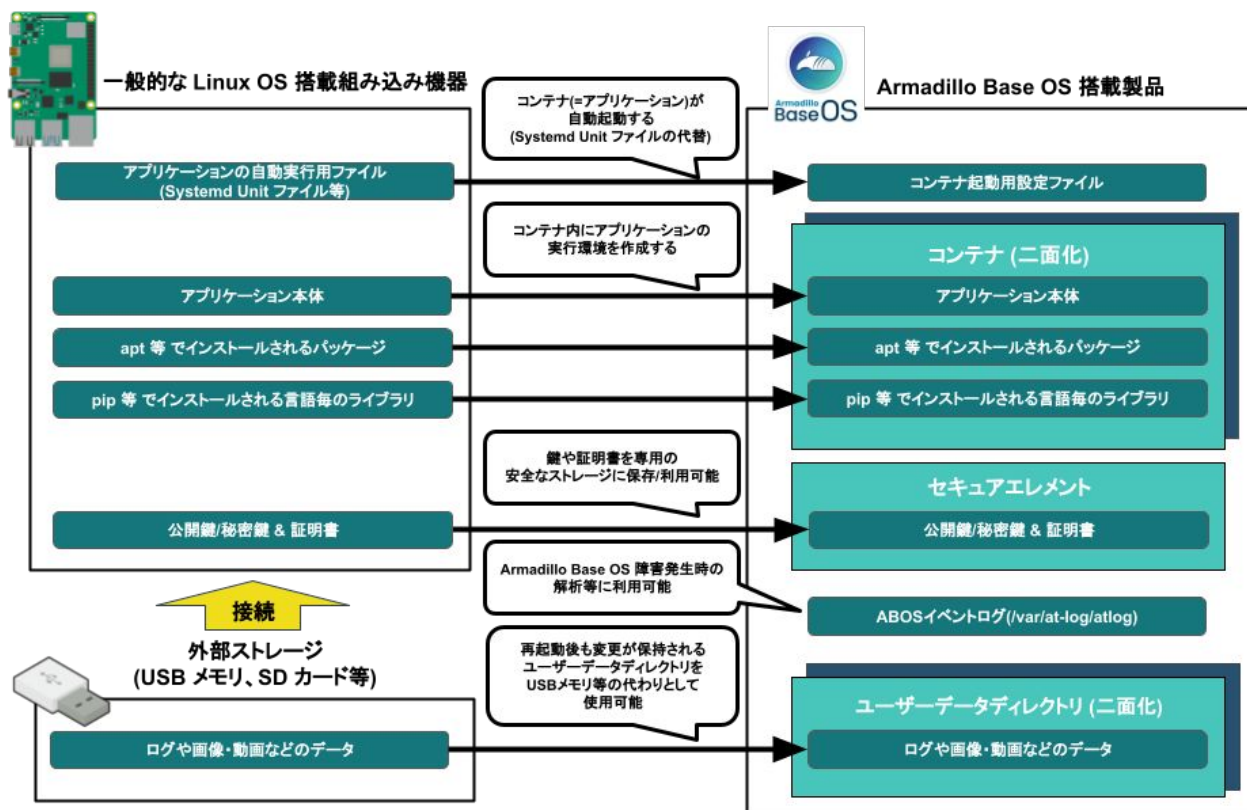 一般的な Linux OS 搭載組み込み機器
Armadillo
Base OS
Armadillo Base OS 搭載製品
コンテナ(=アプリケーション)が
自動起動する
(Systemd Unit ファイルの代替)
アプリケーションの自動実行用ファイル
(Systemd Unit ファイル等)
コンテナ起動用設定ファイル
コンテナ内にアプリケーションの
実行環境を作成する
コンテナ (二面化)
アプリケーション本体
アプリケーション本体
apt 等 でインストールされるパッケージ
apt 等 でインストールされるパッケージ
pip 等 でインストールされる言語毎のライブラリ
pip 等 でインストールされる言語毎のライブラリ
鍵や証明書を専用の
安全なストレージに保存/利用可能
セキュアエレメント
公開鍵/秘密鍵 & 証明書
公開鍵/秘密鍵 & 証明書
Armadillo Base OS 障害発生時の
解析等に利用可能
ABOSイベントログ(/var/at-log/atlog)
接続
外部ストレージ
(USB メモリ、SD カード等)
再起動後も変更が保持される
ユーザーデータディレクトリを
USBメモリ等の代わりとして
使用可能
ユーザーデータディレクトリ (二面化)
ログや画像・動画などのデータ
ログや画像・動画などのデータ